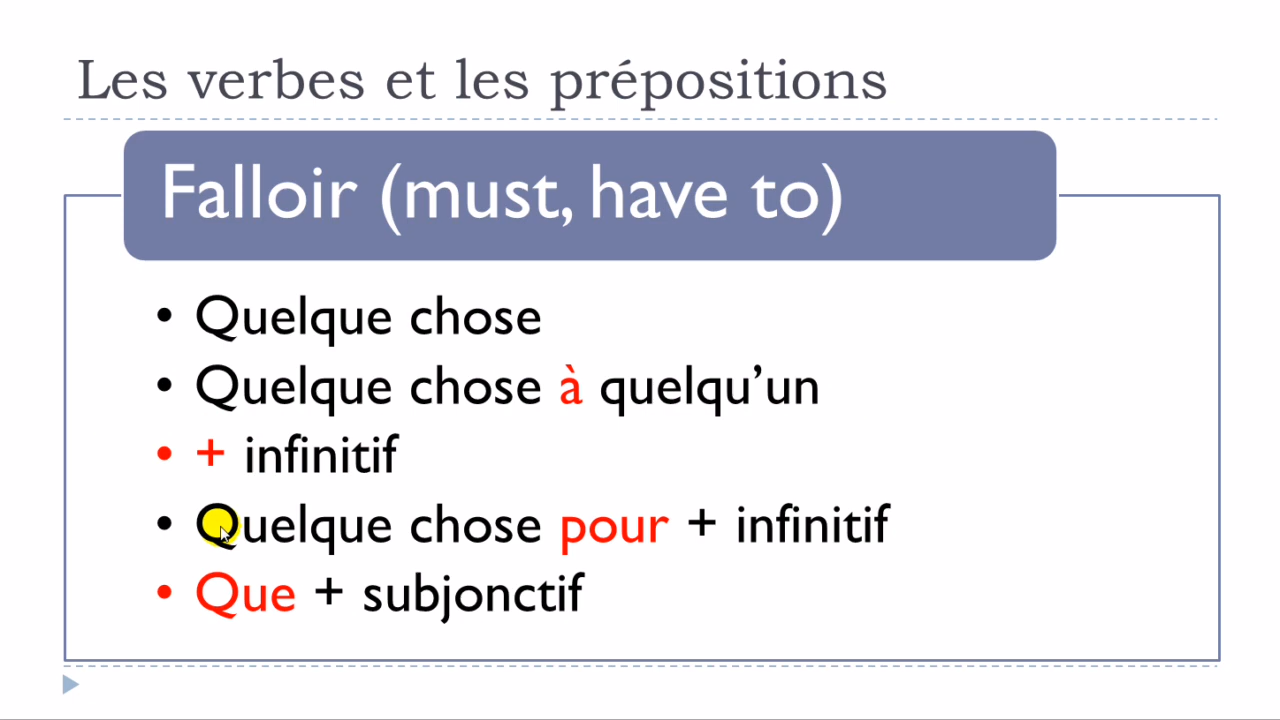 Les verbes et les prépositions
Falloir (must, have to)
• Quelque chose
• Quelque chose à quelqu’un
• + infinitif
• Quelque chose pour + infinitif
• Que + subjonctif